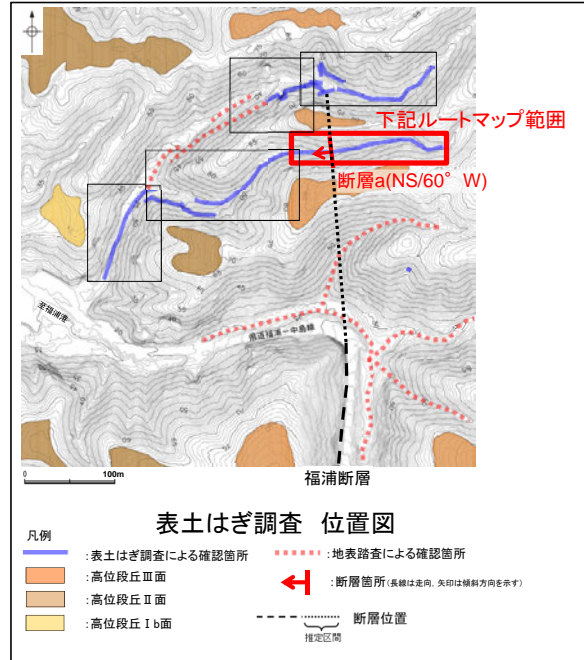 下記ルートマップ範囲
断層a(NS/60°W)
至福浦港
県道福浦ー中島線
福浦断層
0 100m
表土はぎ調査 位置図
凡例
:表土はぎ調査による確認箇所
:地表踏査による確認箇所
:高位段丘Ⅲ面
:断層箇所(長線は走向、矢印は傾斜方向を示す)
:高位段丘Ⅱ面
断層位置
:高位段丘Ⅰb面
推定区間